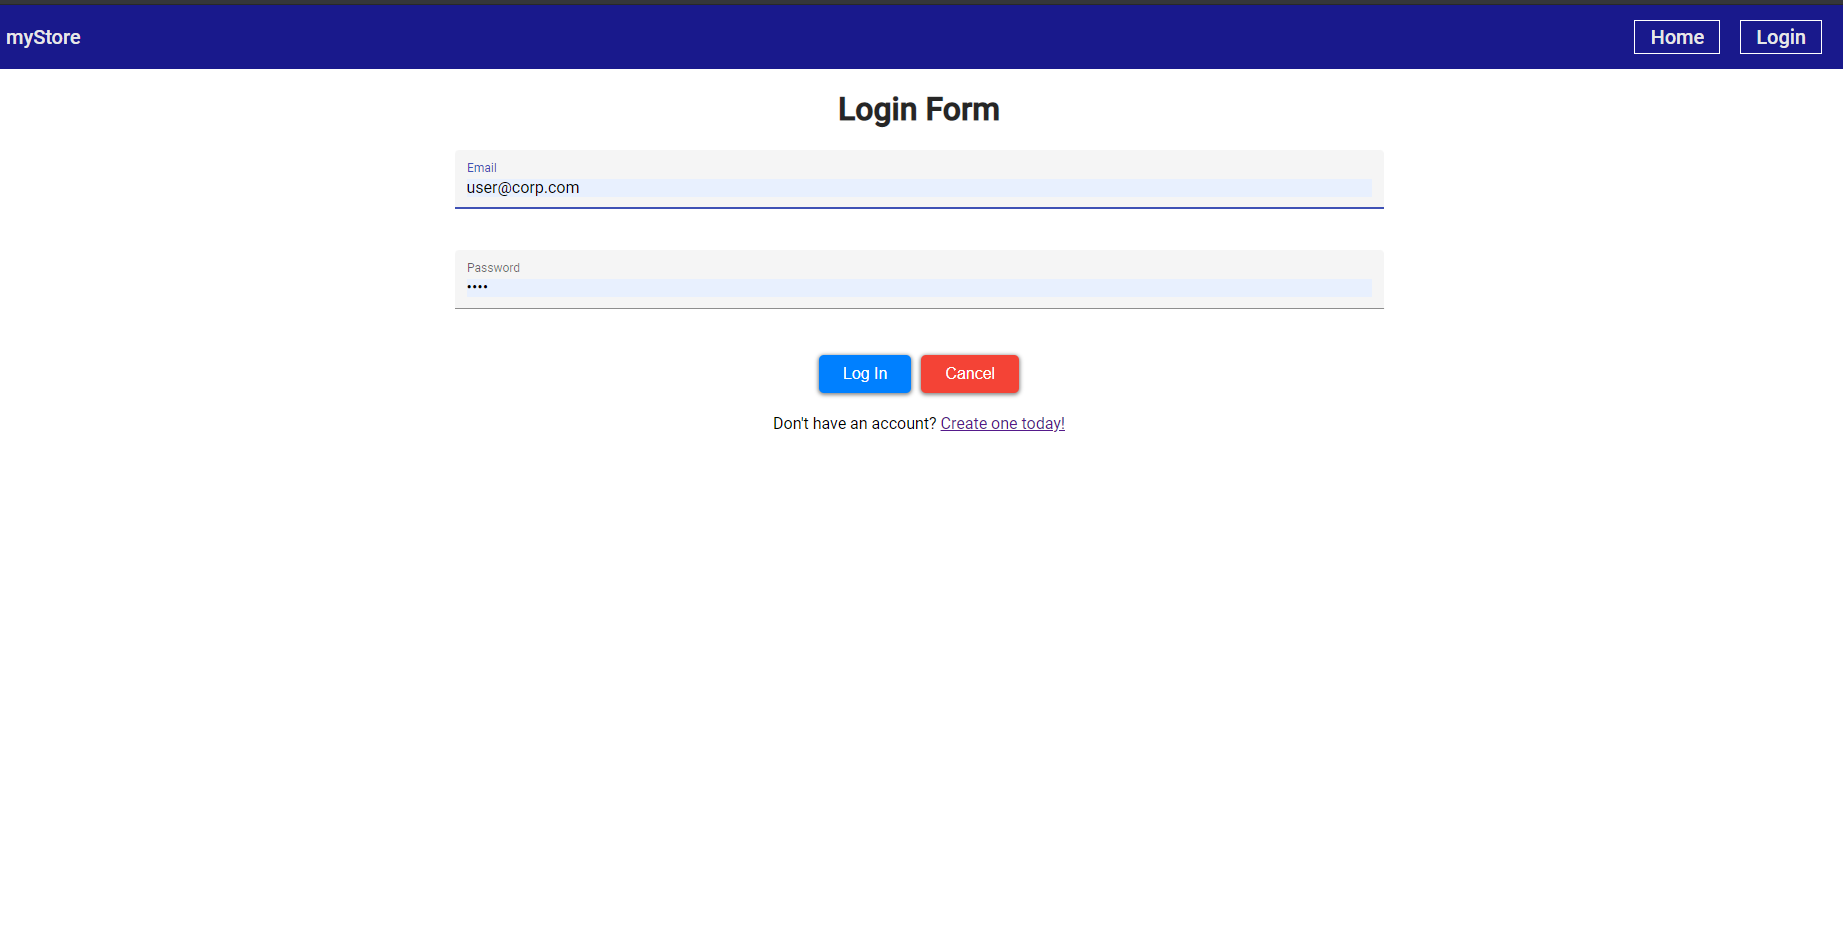 myStore
Home
Login
Login Form
Email
user@corp.com
Password
••••
Log In
Cancel
Don't have an account? Create one today!